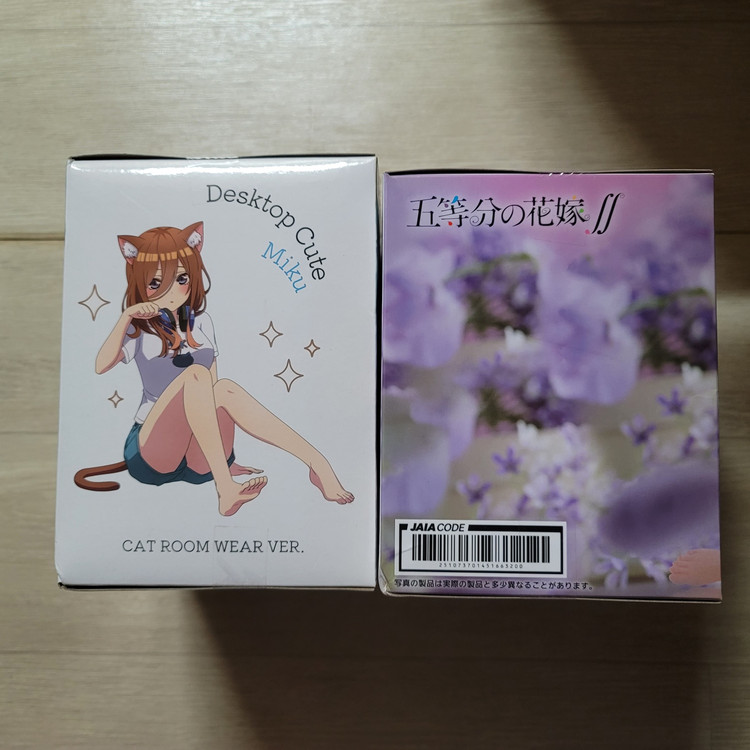 Desktop Cute
Miku
CAT ROOM WEAR VER.
五等分の花嫁∬
JAIA CODE
251073701451663200
写真の製品は実際の製品と多少異なることがあります。